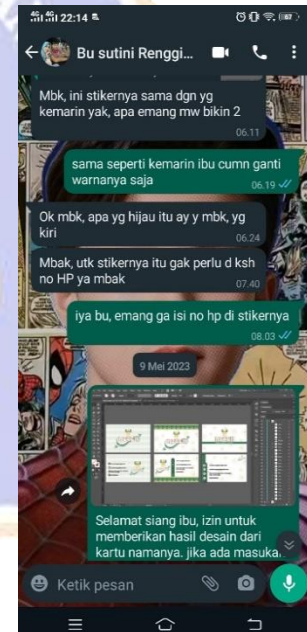 22:14
Bu sutini Renggi...
Mbk, ini stikernya sama dgn yg
kemarin yak, apa emang mw bikin 2
06.11
sama seperti kemarin ibu cumn ganti
warnanya saja
06.19
Ok mbk, apa yg hijau itu ay y mbk, yg
kiri
06.24
Mbak, utk stikernya itu gak perlu d ksh
no HP ya mbak
07.40
iya bu, emang ga isi no hp di stikernya
08.03
9 Mei 2023
Selamat siang ibu, izin untuk
memberikan hasil desain dari
kartu namanya. jika ada masukan
Ketik pesan